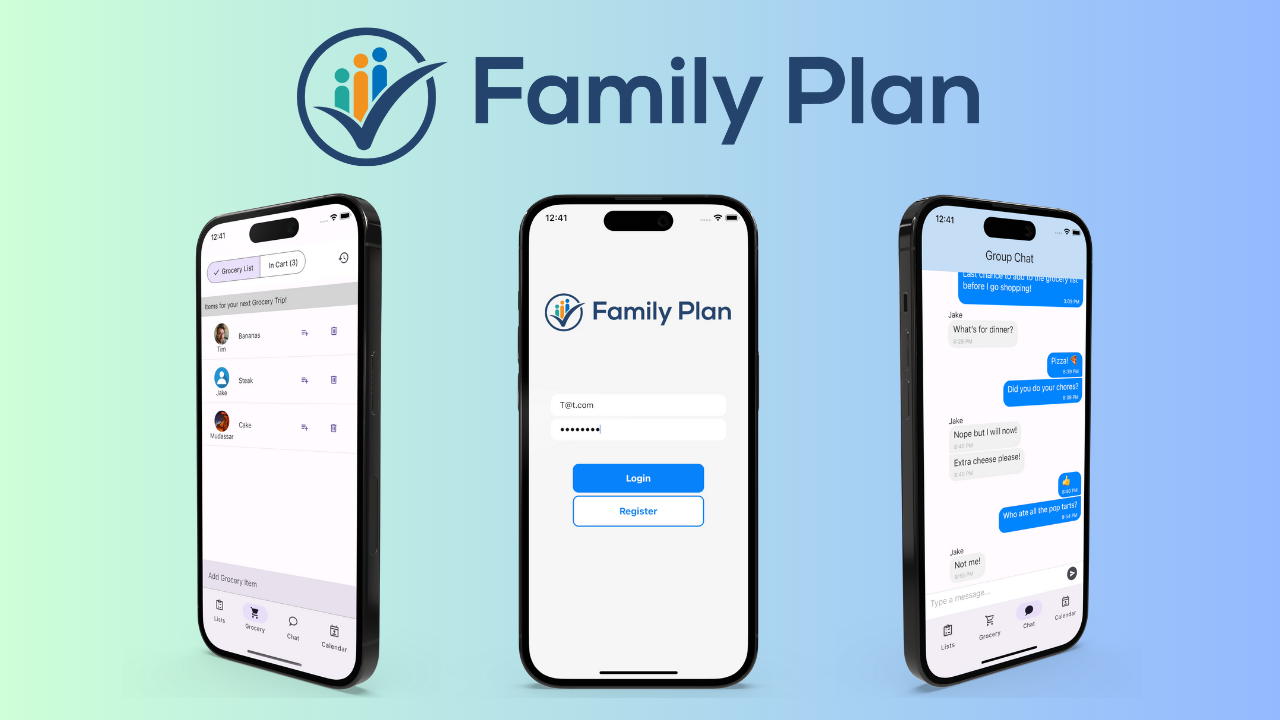 Family Plan
12:41
Grocery List
In Cart (3)
Items for your next Grocery Trip!
Tim
Bananas
Jake
Steak
Mudassar
Cake
Add Grocery Item
Lists
Grocery
Chat
Calendar
12:41
Family Plan
T@t.com
Login
Register
12:41
Group Chat
Last chance to add to the grocery list
before I go shopping!
Jake
What's for dinner?
Pizza! 🍕
Did you do your chores?
Jake
Nope but I will now!
Extra cheese please!
👍
Who ate all the pop tarts?
Jake
Not me!
Type a message...
Lists
Grocery
Chat
Calendar